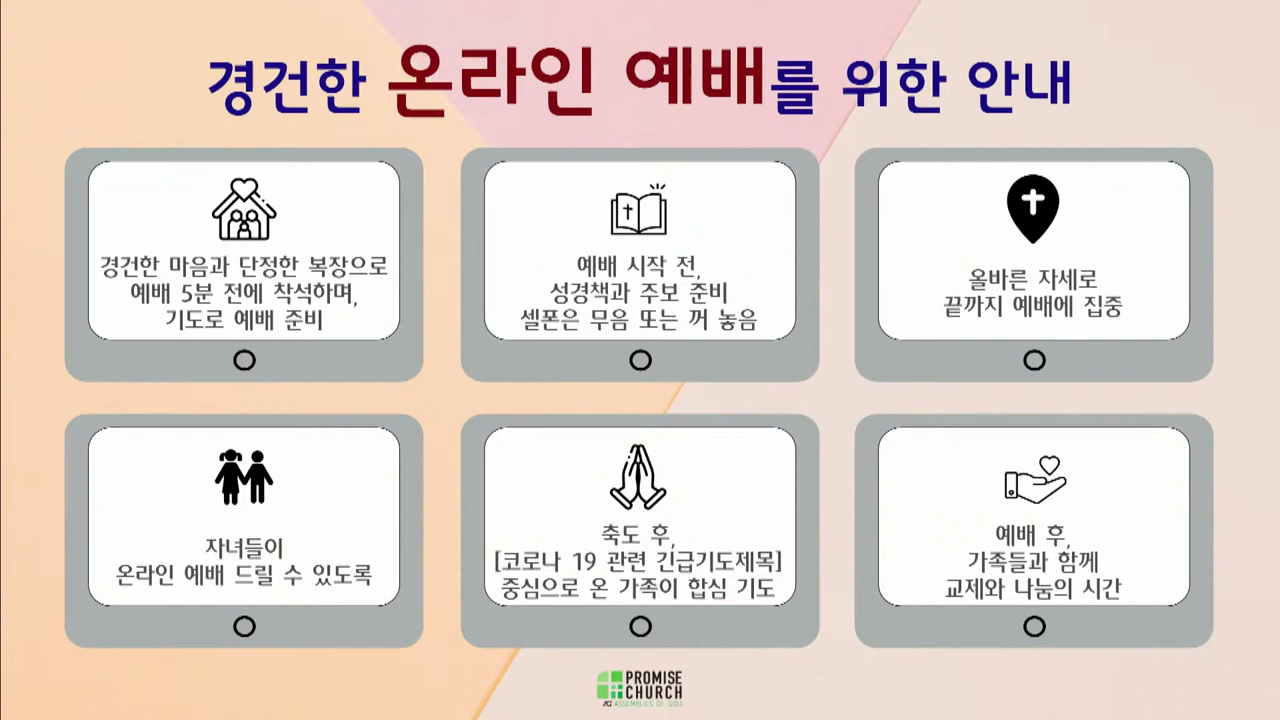 경건한 온라인 예배를 위한 안내
경건한 마음과 단정한 복장으로
예배 5분 전에 착석하며,
기도로 예배 준비
예배 시작 전,
성경책과 주보 준비
셀폰은 무음 또는 꺼 놓음
올바른 자세로
끝까지 예배에 집중
자녀들이
온라인 예배 드릴 수 있도록
축도 후,
[코로나 19 관련 긴급기도제목]
중심으로 온 가족이 합심 기도
예배 후,
가족들과 함께
교제와 나눔의 시간
PROMISE
CHURCH
AG ASSEMBLIES OF GOD